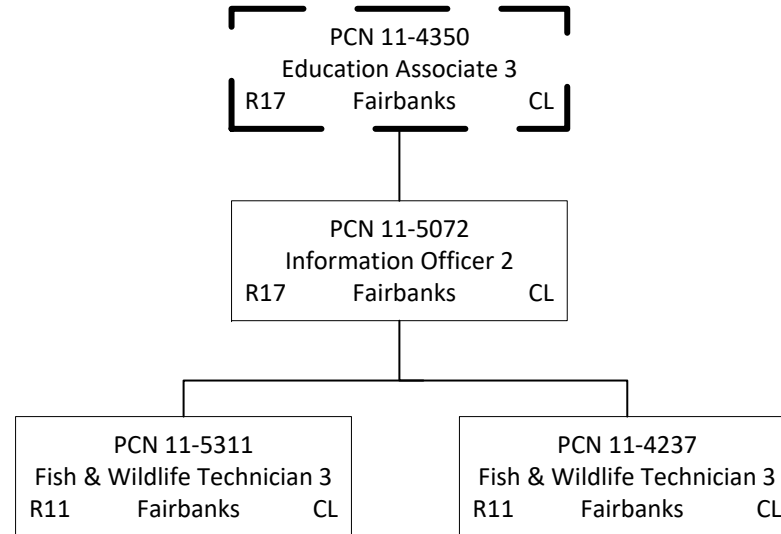 PCN 11-4350
Education Associate 3
R17 Fairbanks CL
PCN 11-5072
Information Officer 2
R17 Fairbanks CL
PCN 11-5311
Fish & Wildlife Technician 3
R11 Fairbanks CL
PCN 11-4237
Fish & Wildlife Technician 3
R11 Fairbanks CL